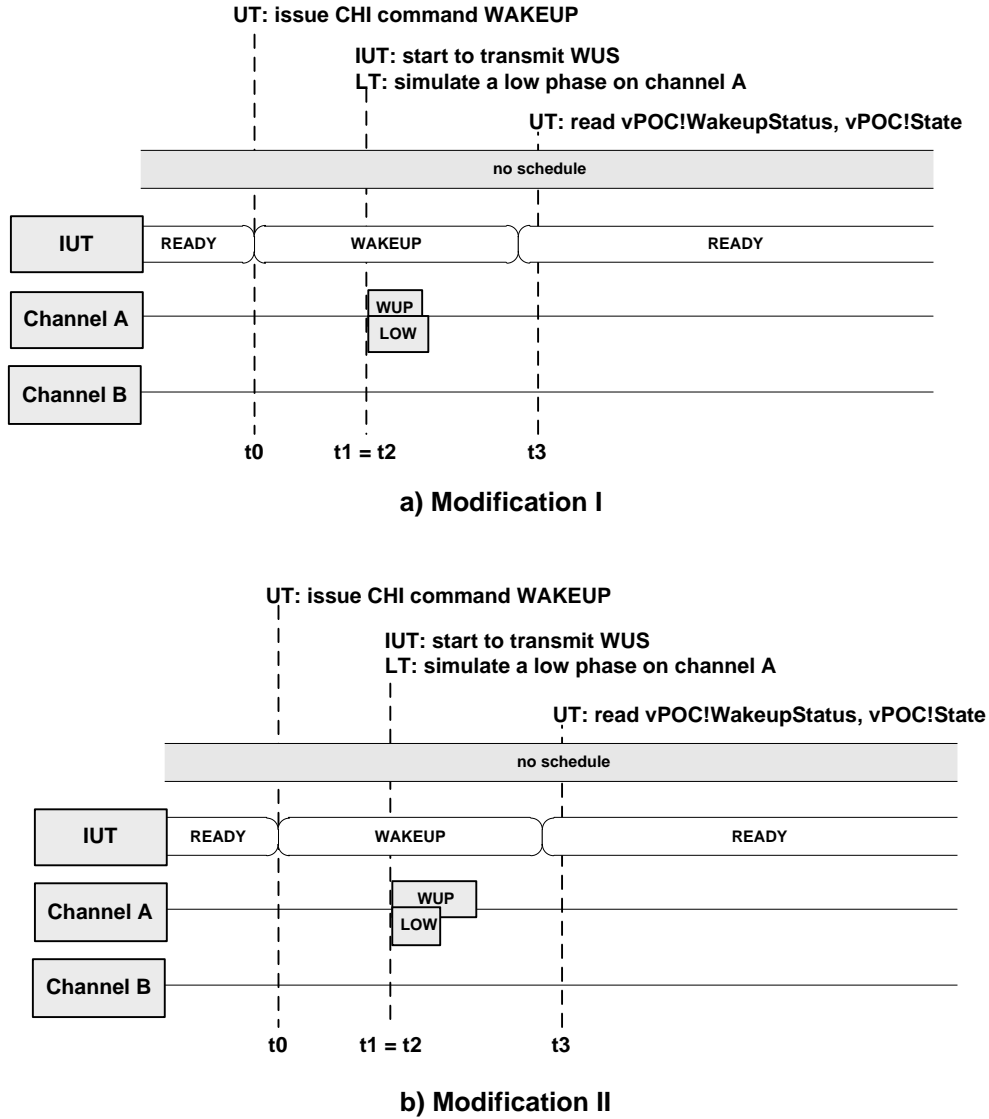 UT: issue CHI command WAKEUP
IUT: start to transmit WUS
LT: simulate a low phase on channel A
UT: read vPOC!WakeupStatus, vPOC!State
no schedule
IUT
READY
WAKEUP
READY
Channel A
WUP
LOW
Channel B
t0
t1 = t2
t3
a) Modification I
UT: issue CHI command WAKEUP
IUT: start to transmit WUS
LT: simulate a low phase on channel A
UT: read vPOC!WakeupStatus, vPOC!State
no schedule
IUT
READY
WAKEUP
READY
Channel A
WUP
LOW
Channel B
t0
t1 = t2
t3
b) Modification II